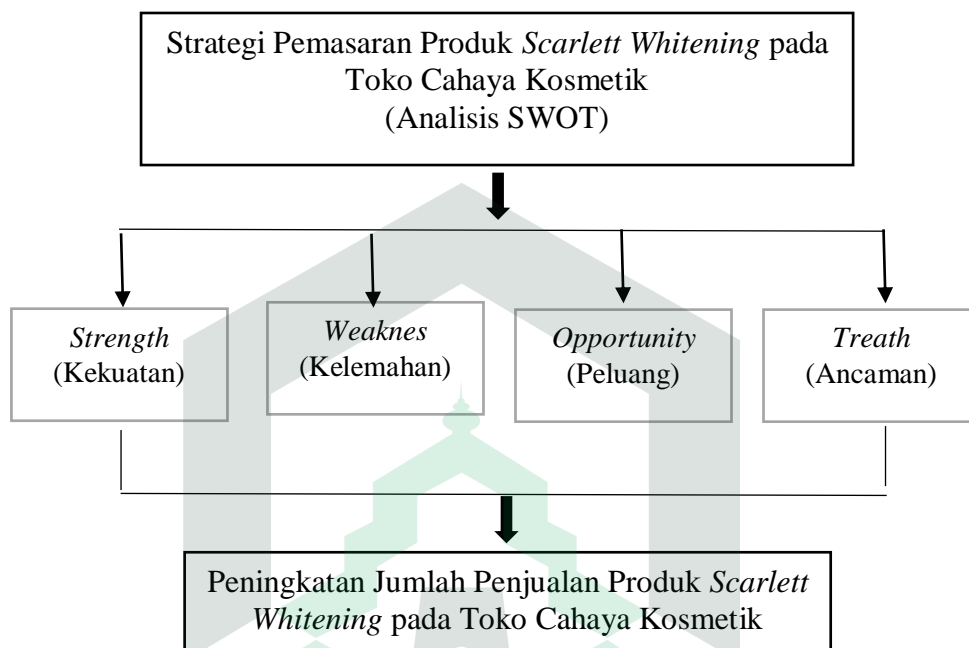 Strategi Pemasaran Produk Scarlett Whitening pada
Toko Cahaya Kosmetik
(Analisis SWOT)
Strength
(Kekuatan)
Weaknes
(Kelemahan)
Opportunity
(Peluang)
Treath
(Ancaman)
Peningkatan Jumlah Penjualan Produk Scarlett
Whitening pada Toko Cahaya Kosmetik